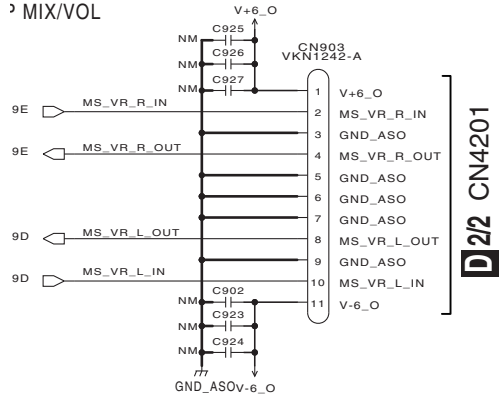 MIX/VOL
V+6_O
C925
NM
C926
NM
C927
NM
CN903
VKN1242-A
1 V+6_O
9E MS_VR_R_IN 2 MS_VR_R_IN
3 GND_ASO
9E MS_VR_R_OUT 4 MS_VR_R_OUT
5 GND_ASO
6 GND_ASO
7 GND_ASO
9D MS_VR_L_OUT 8 MS_VR_L_OUT
9 GND_ASO
9D MS_VR_L_IN 10 MS_VR_L_IN
11 V-6_O
C902
NM
C923
NM
C924
NM
GND_ASO
V-6_O
D 2/2 CN4201